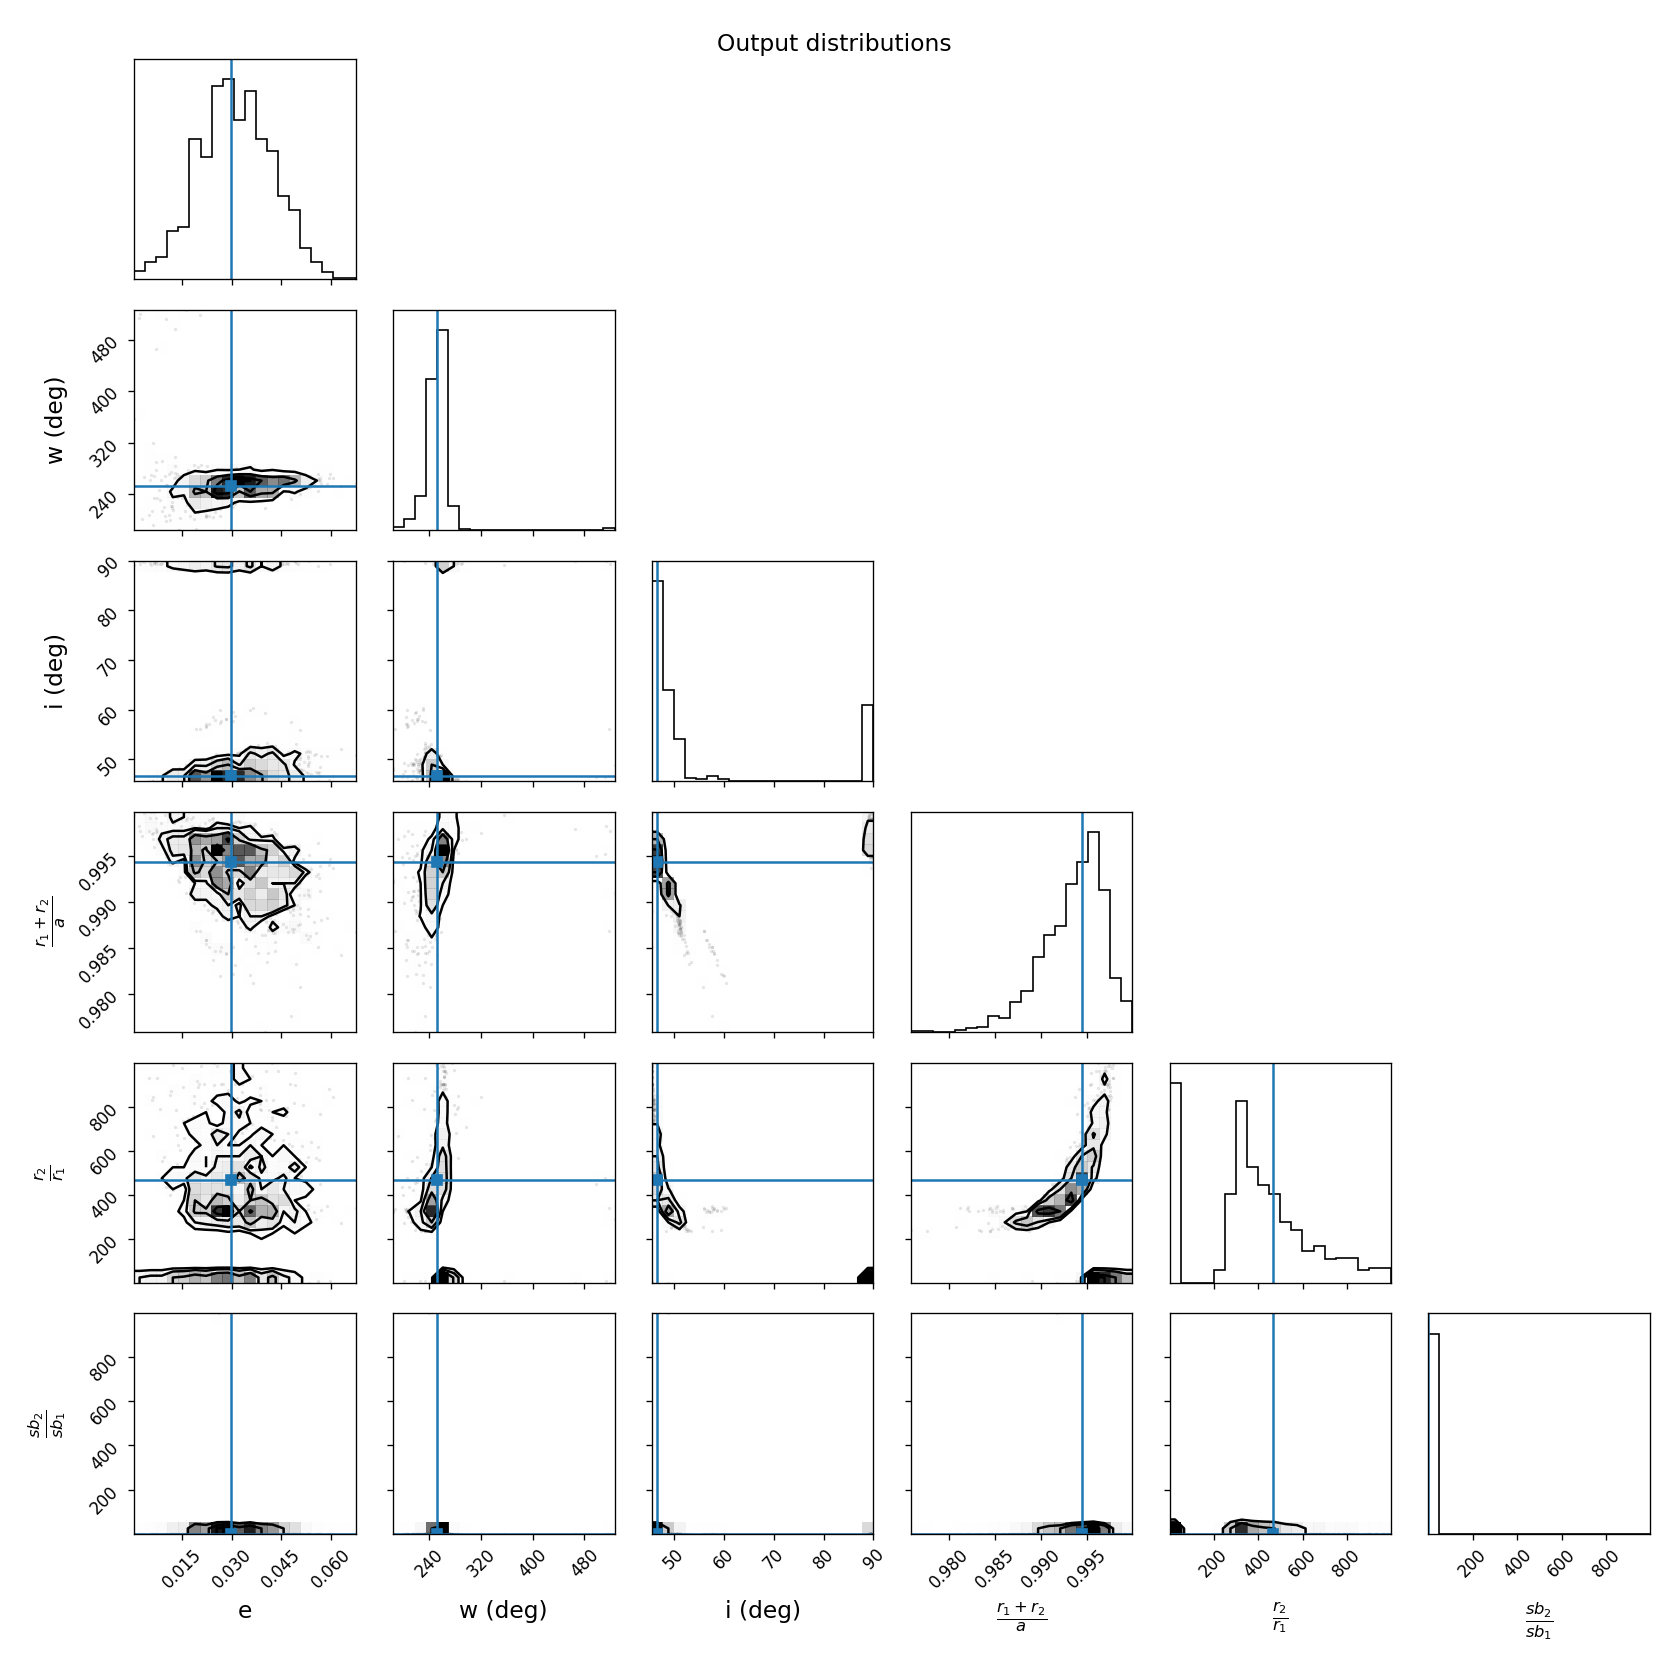 Output distributions
480
400
320
240
w (deg)
90
80
70
60
50
i (deg)
0.995
0.990
0.985
0.980
r₁ + r₂
a
800
600
400
200
r₂
r₁
800
600
400
200
sb₂
sb₁
0.015 0.030 0.045 0.060 240 320 400 480 50 60 70 80 90 0.980 0.985 0.990 0.995 200 400 600 800 200 400 600 800
e w (deg) i (deg)
r₁ + r₂
a
r₂
r₁
sb₂
sb₁